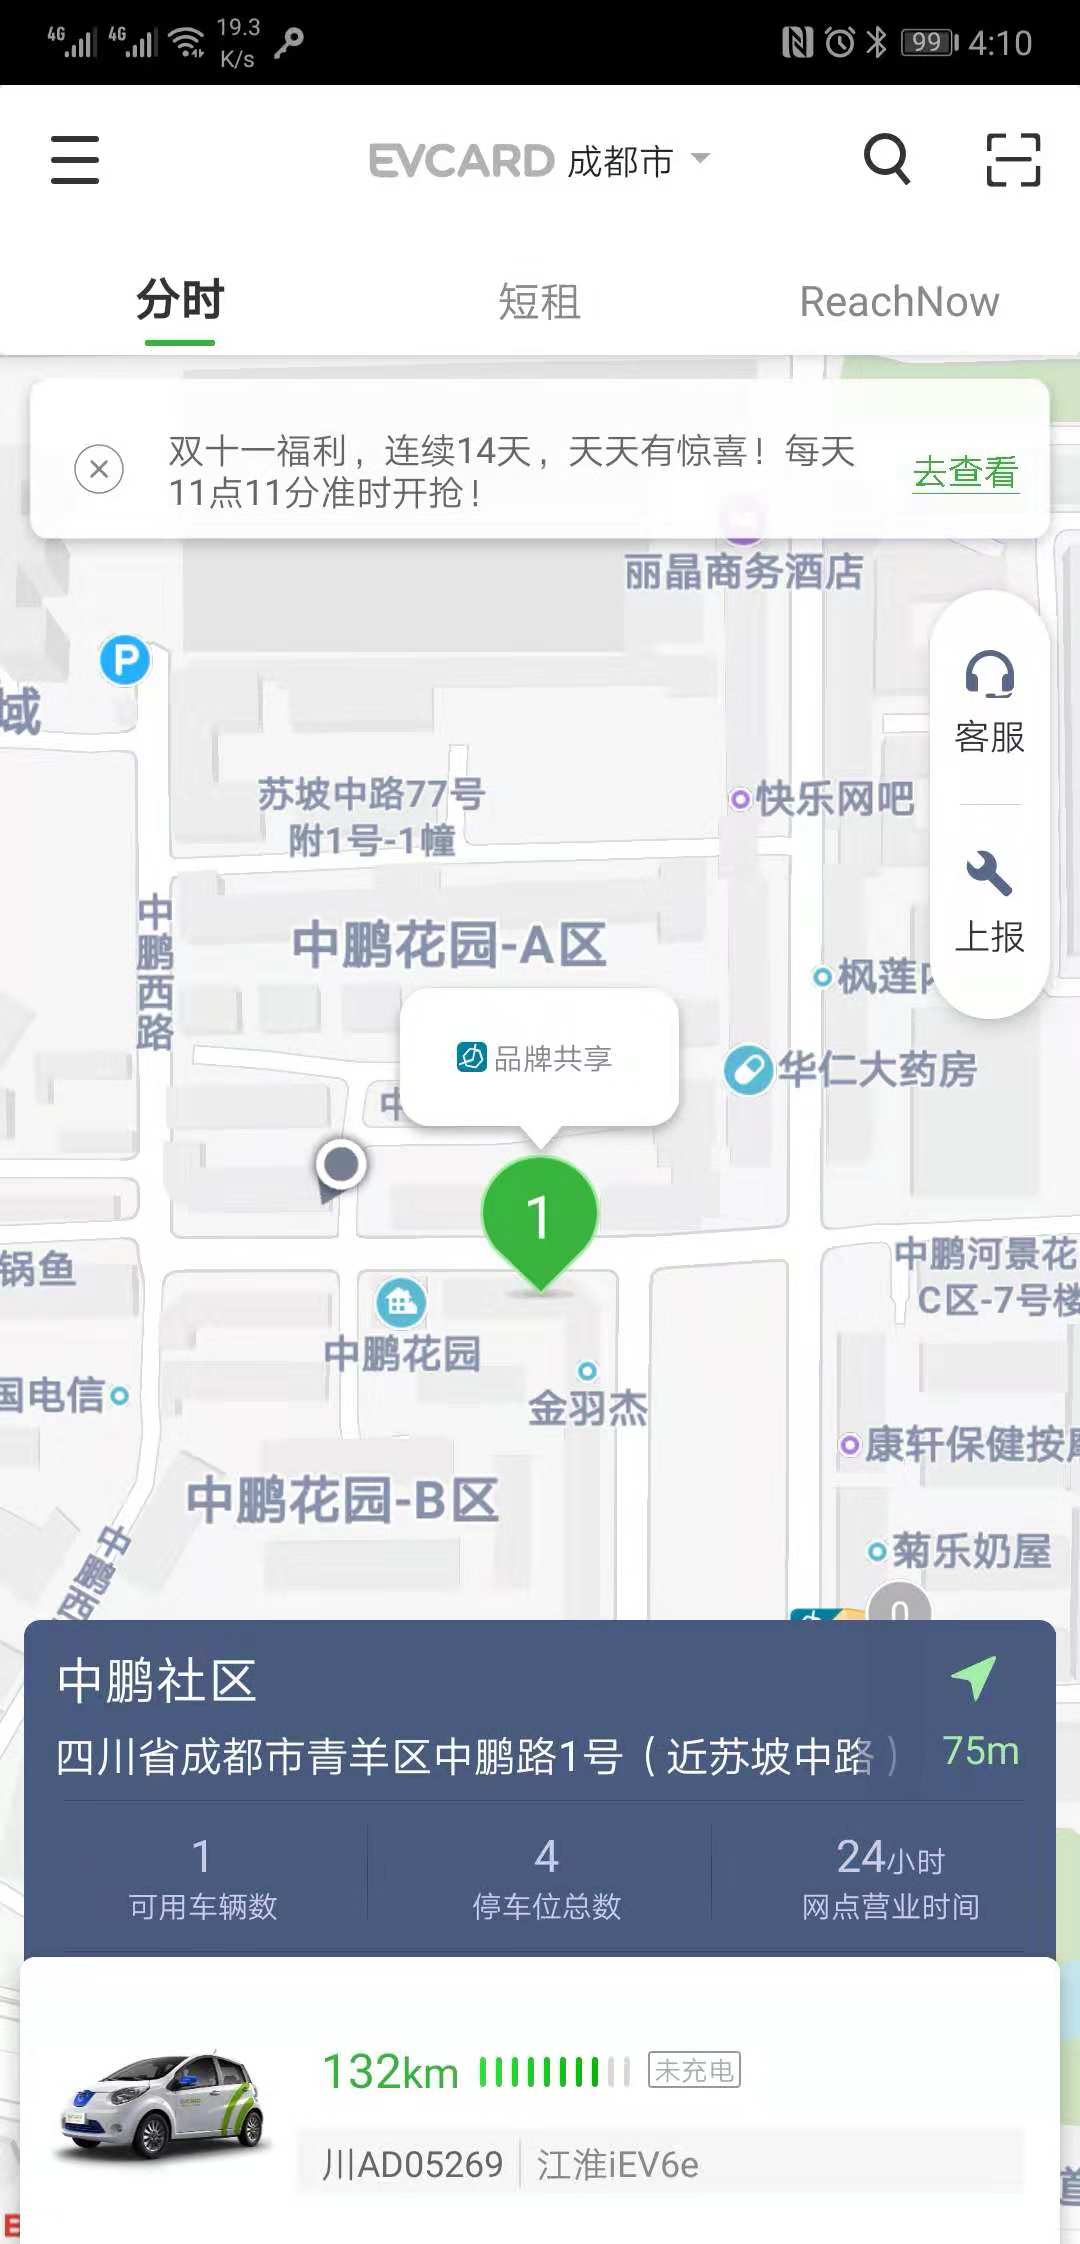 4G 4G 19.3 K/s 99 4:10
EVCARD 成都市
分时 短租 ReachNow
双十一福利，连续14天，天天有惊喜！每天
11点11分准时开抢！
去查看
丽晶商务酒店
P
域
客服
苏坡中路77号
附1号-1幢
快乐网吧
上报
中鹏西路
中鹏花园-A区
枫莲
品牌共享
华仁大药房
中
1
锅鱼
中鹏河景花
C区-7号楼
中鹏花园
国电信
金羽杰
康轩保健按摩
中鹏花园-B区
中鹏西
菊乐奶屋
0
中鹏社区
四川省成都市青羊区中鹏路1号（近苏坡中路）
75m
1 4 24小时
可用车辆数 停车位总数 网点营业时间
132km 未充电
川AD05269 江淮iEV6e